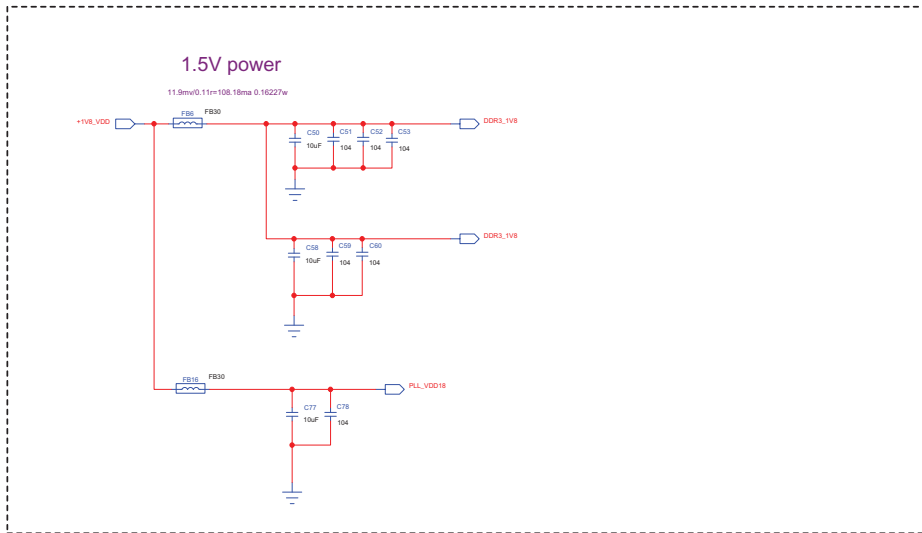 1.5V power
11.9mv/0.11r=108.18ma 0.16227w
+1V8_VDD
FB6
FB30
C50
10uF
C51
104
C52
104
C53
104
DDR3_1V8
C58
10uF
C59
104
C60
104
DDR3_1V8
FB16
FB30
C77
10uF
C78
104
PLL_VDD18